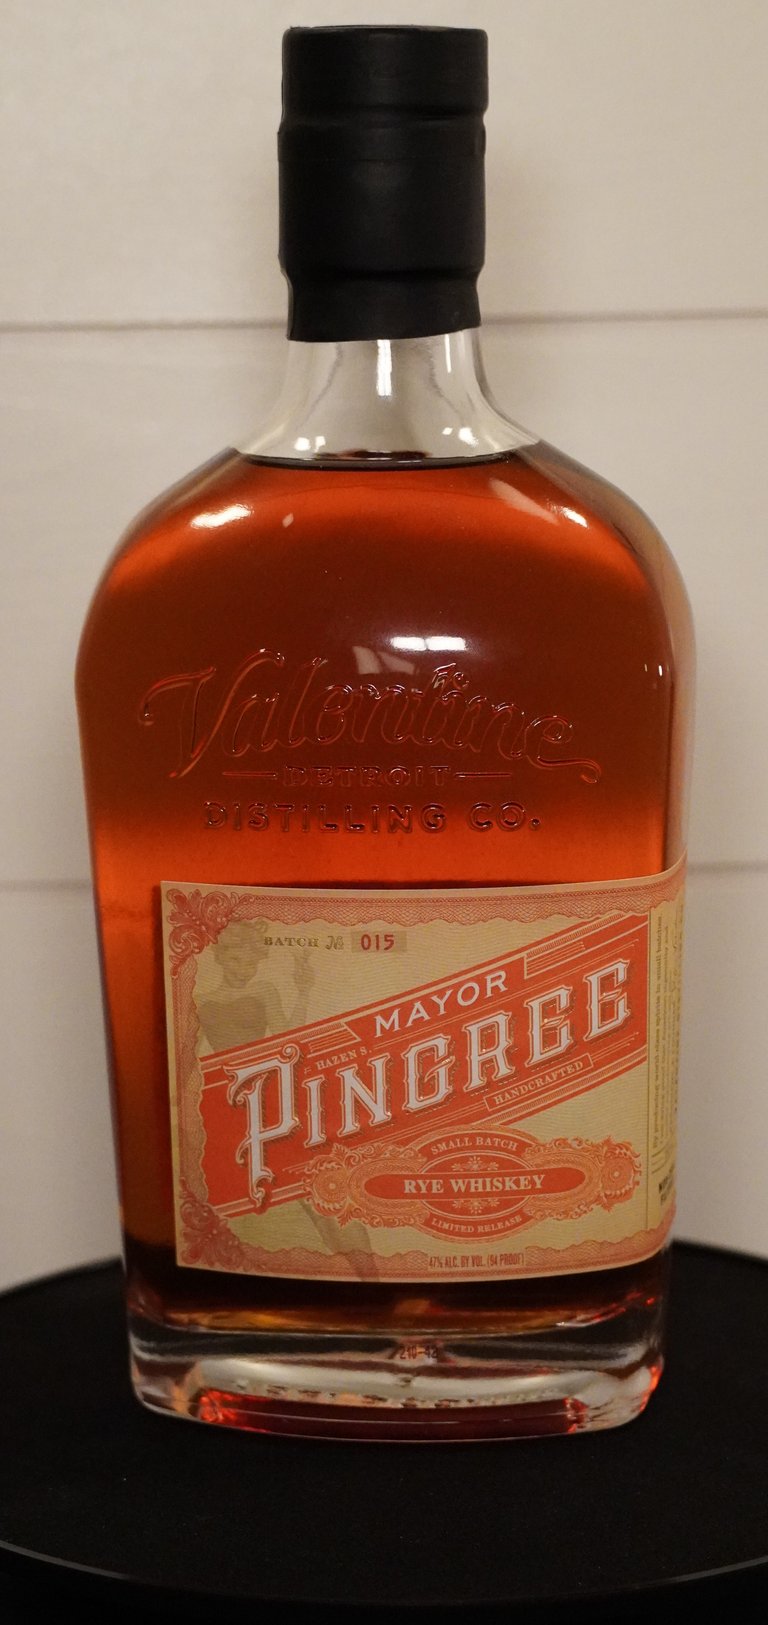 Valentine
DETROIT
DISTILLING CO.
BATCH № 015
MAYOR
HAZEN S.
PINGREE
HANDCRAFTED
SMALL BATCH
RYE WHISKEY
LIMITED RELEASE
47% ALC. BY VOL. (94 PROOF)